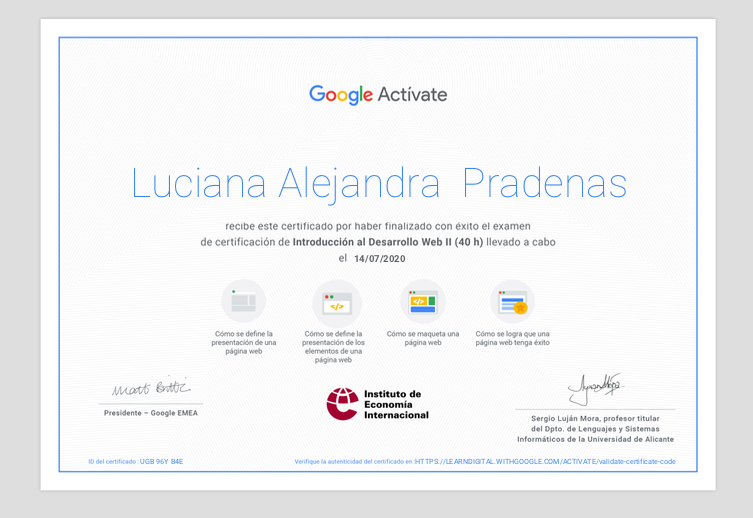 Google Actívate
Luciana Alejandra Pradenas
recibe este certificado por haber finalizado con éxito el examen
de certificación de Introducción al Desarrollo Web II (40 h) llevado a cabo
el 14/07/2020
Cómo se define la
presentación de una
página web
Cómo se define la
presentación de los
elementos de una
página web
Cómo se maqueta una
página web
Cómo se logra que una
página web tenga éxito
Matt Brittin
Presidente – Google EMEA
Instituto de
Economía
Internacional
Sergio Luján Mora, profesor titular
del Dpto. de Lenguajes y Sistemas
Informáticos de la Universidad de Alicante
ID del certificado : UGB 96Y B4E
Verifique la autenticidad del certificado en: HTTPS://LEARNDIGITAL.WITHGOOGLE.COM/ACTIVATE/validate-certificate-code